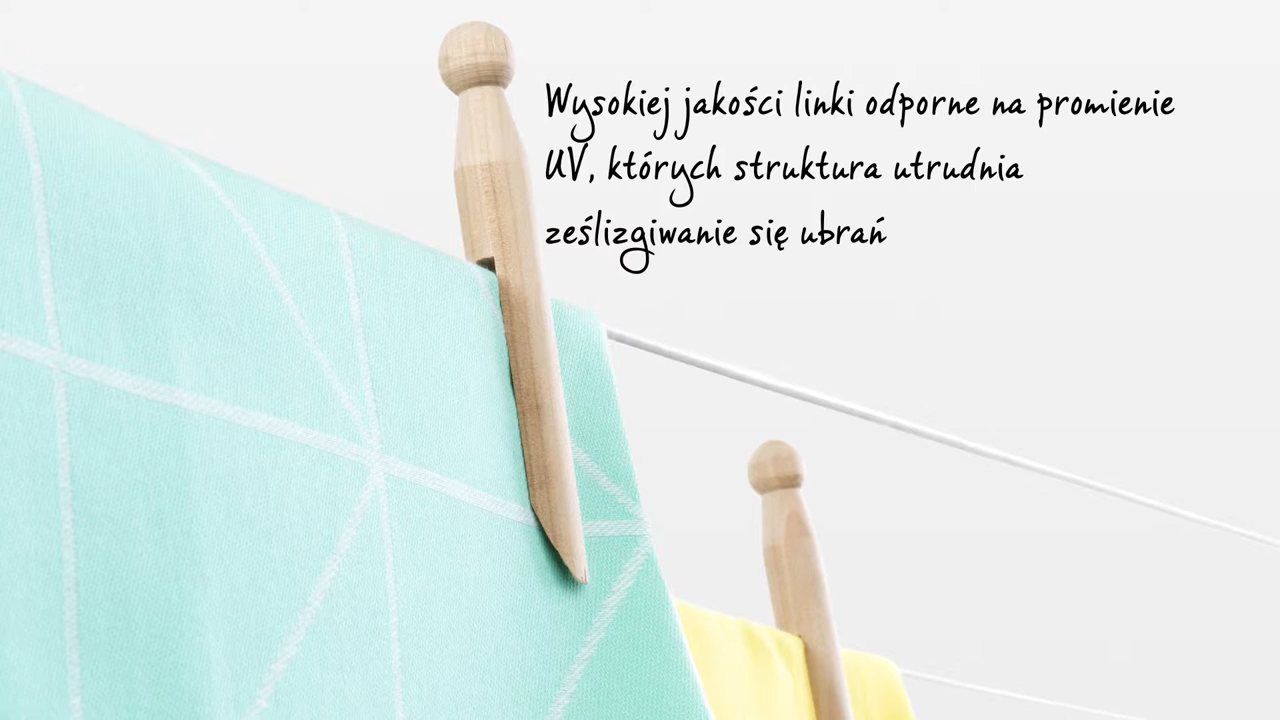 Wysokiej jakości linki odporne na promienie
UV, których struktura utrudnia
ześlizgiwanie się ubrań